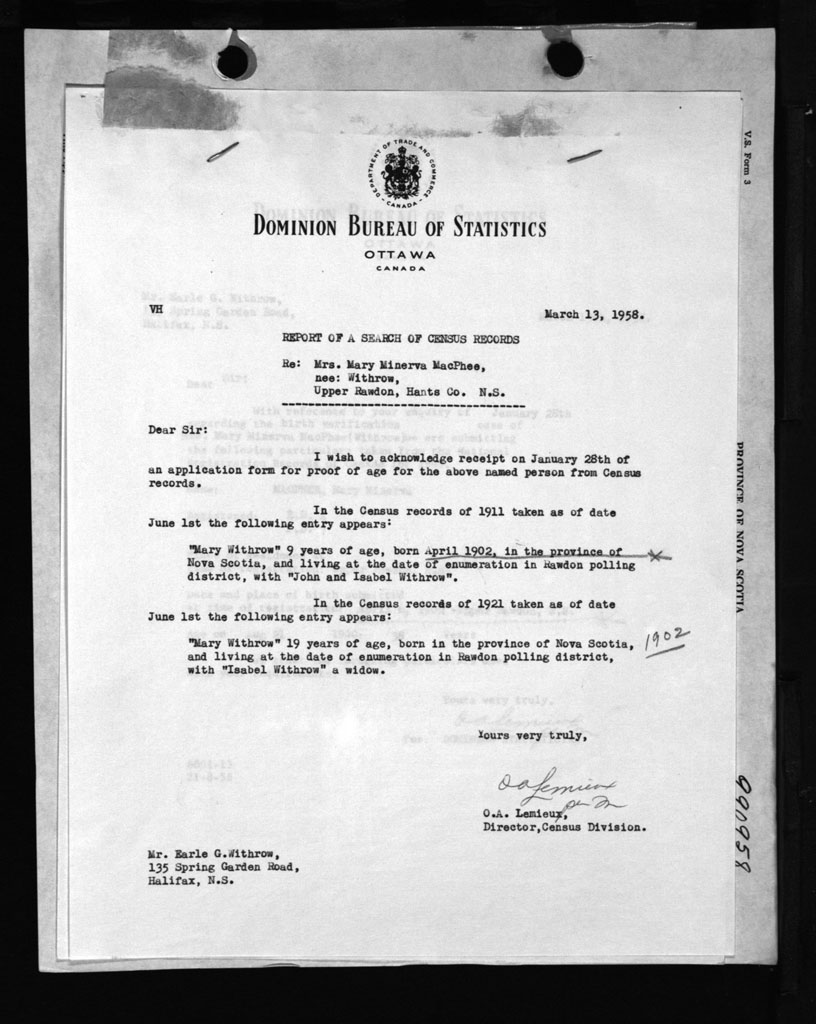 DEPARTMENT OF TRADE AND COMMERCE
CANADA
DOMINION BUREAU OF STATISTICS
OTTAWA
CANADA
V.S. Form 3
VH
March 13, 1958.
REPORT OF A SEARCH OF CENSUS RECORDS
Re: Mrs. Mary Minerva MacPhee,
nee: Withrow,
Upper Rawdon, Hants Co. N.S.
Dear Sir:
I wish to acknowledge receipt on January 28th of
an application form for proof of age for the above named person from Census
records.
In the Census records of 1911 taken as of date
June 1st the following entry appears:
"Mary Withrow" 9 years of age, born April 1902, in the province of
Nova Scotia, and living at the date of enumeration in Rawdon polling
district, with "John and Isabel Withrow".
In the Census records of 1921 taken as of date
June 1st the following entry appears:
"Mary Withrow" 19 years of age, born in the province of Nova Scotia,
and living at the date of enumeration in Rawdon polling district,
with "Isabel Withrow" a widow.
1902
PROVINCE OF NOVA SCOTIA
Yours very truly,
O A Lemieux
O.A. Lemieux,
Director,Census Division.
990958
Mr. Earle G.Withrow,
135 Spring Garden Road,
Halifax, N.S.